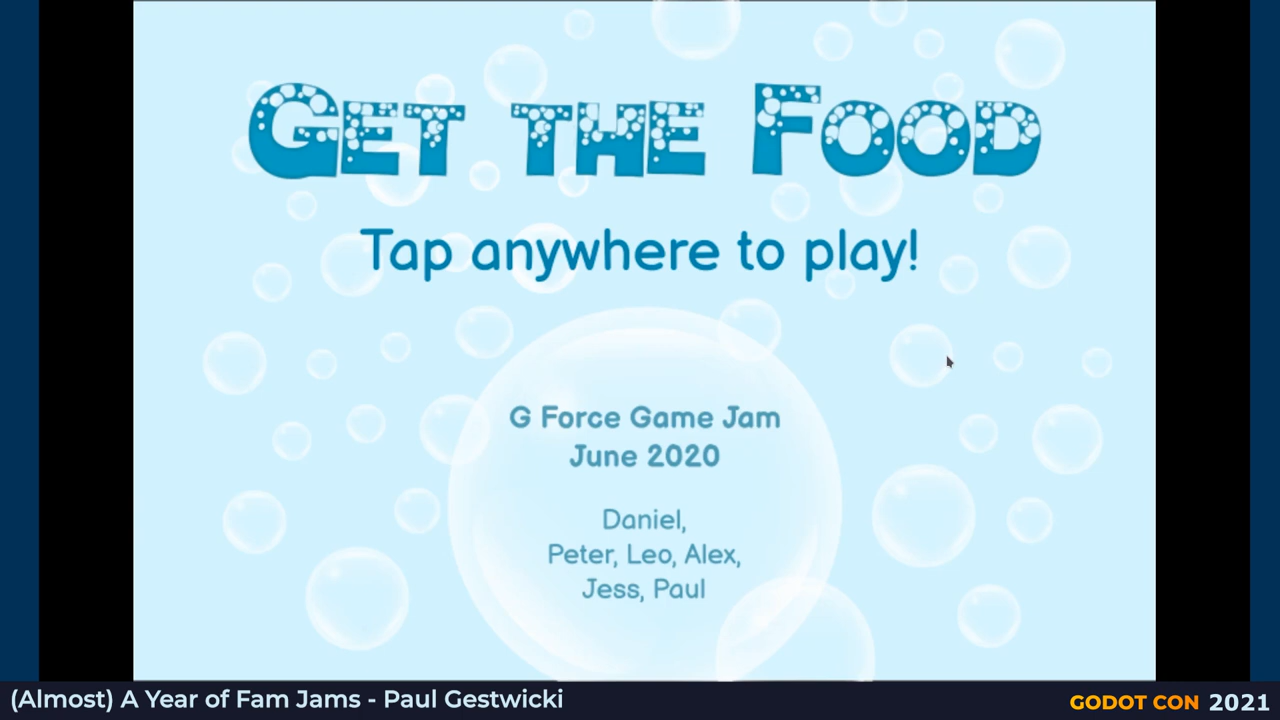 GET THE FOOD
Tap anywhere to play!
G Force Game Jam
June 2020
Daniel,
Peter, Leo, Alex,
Jess, Paul
(Almost) A Year of Fam Jams - Paul Gestwicki
GODOT CON 2021